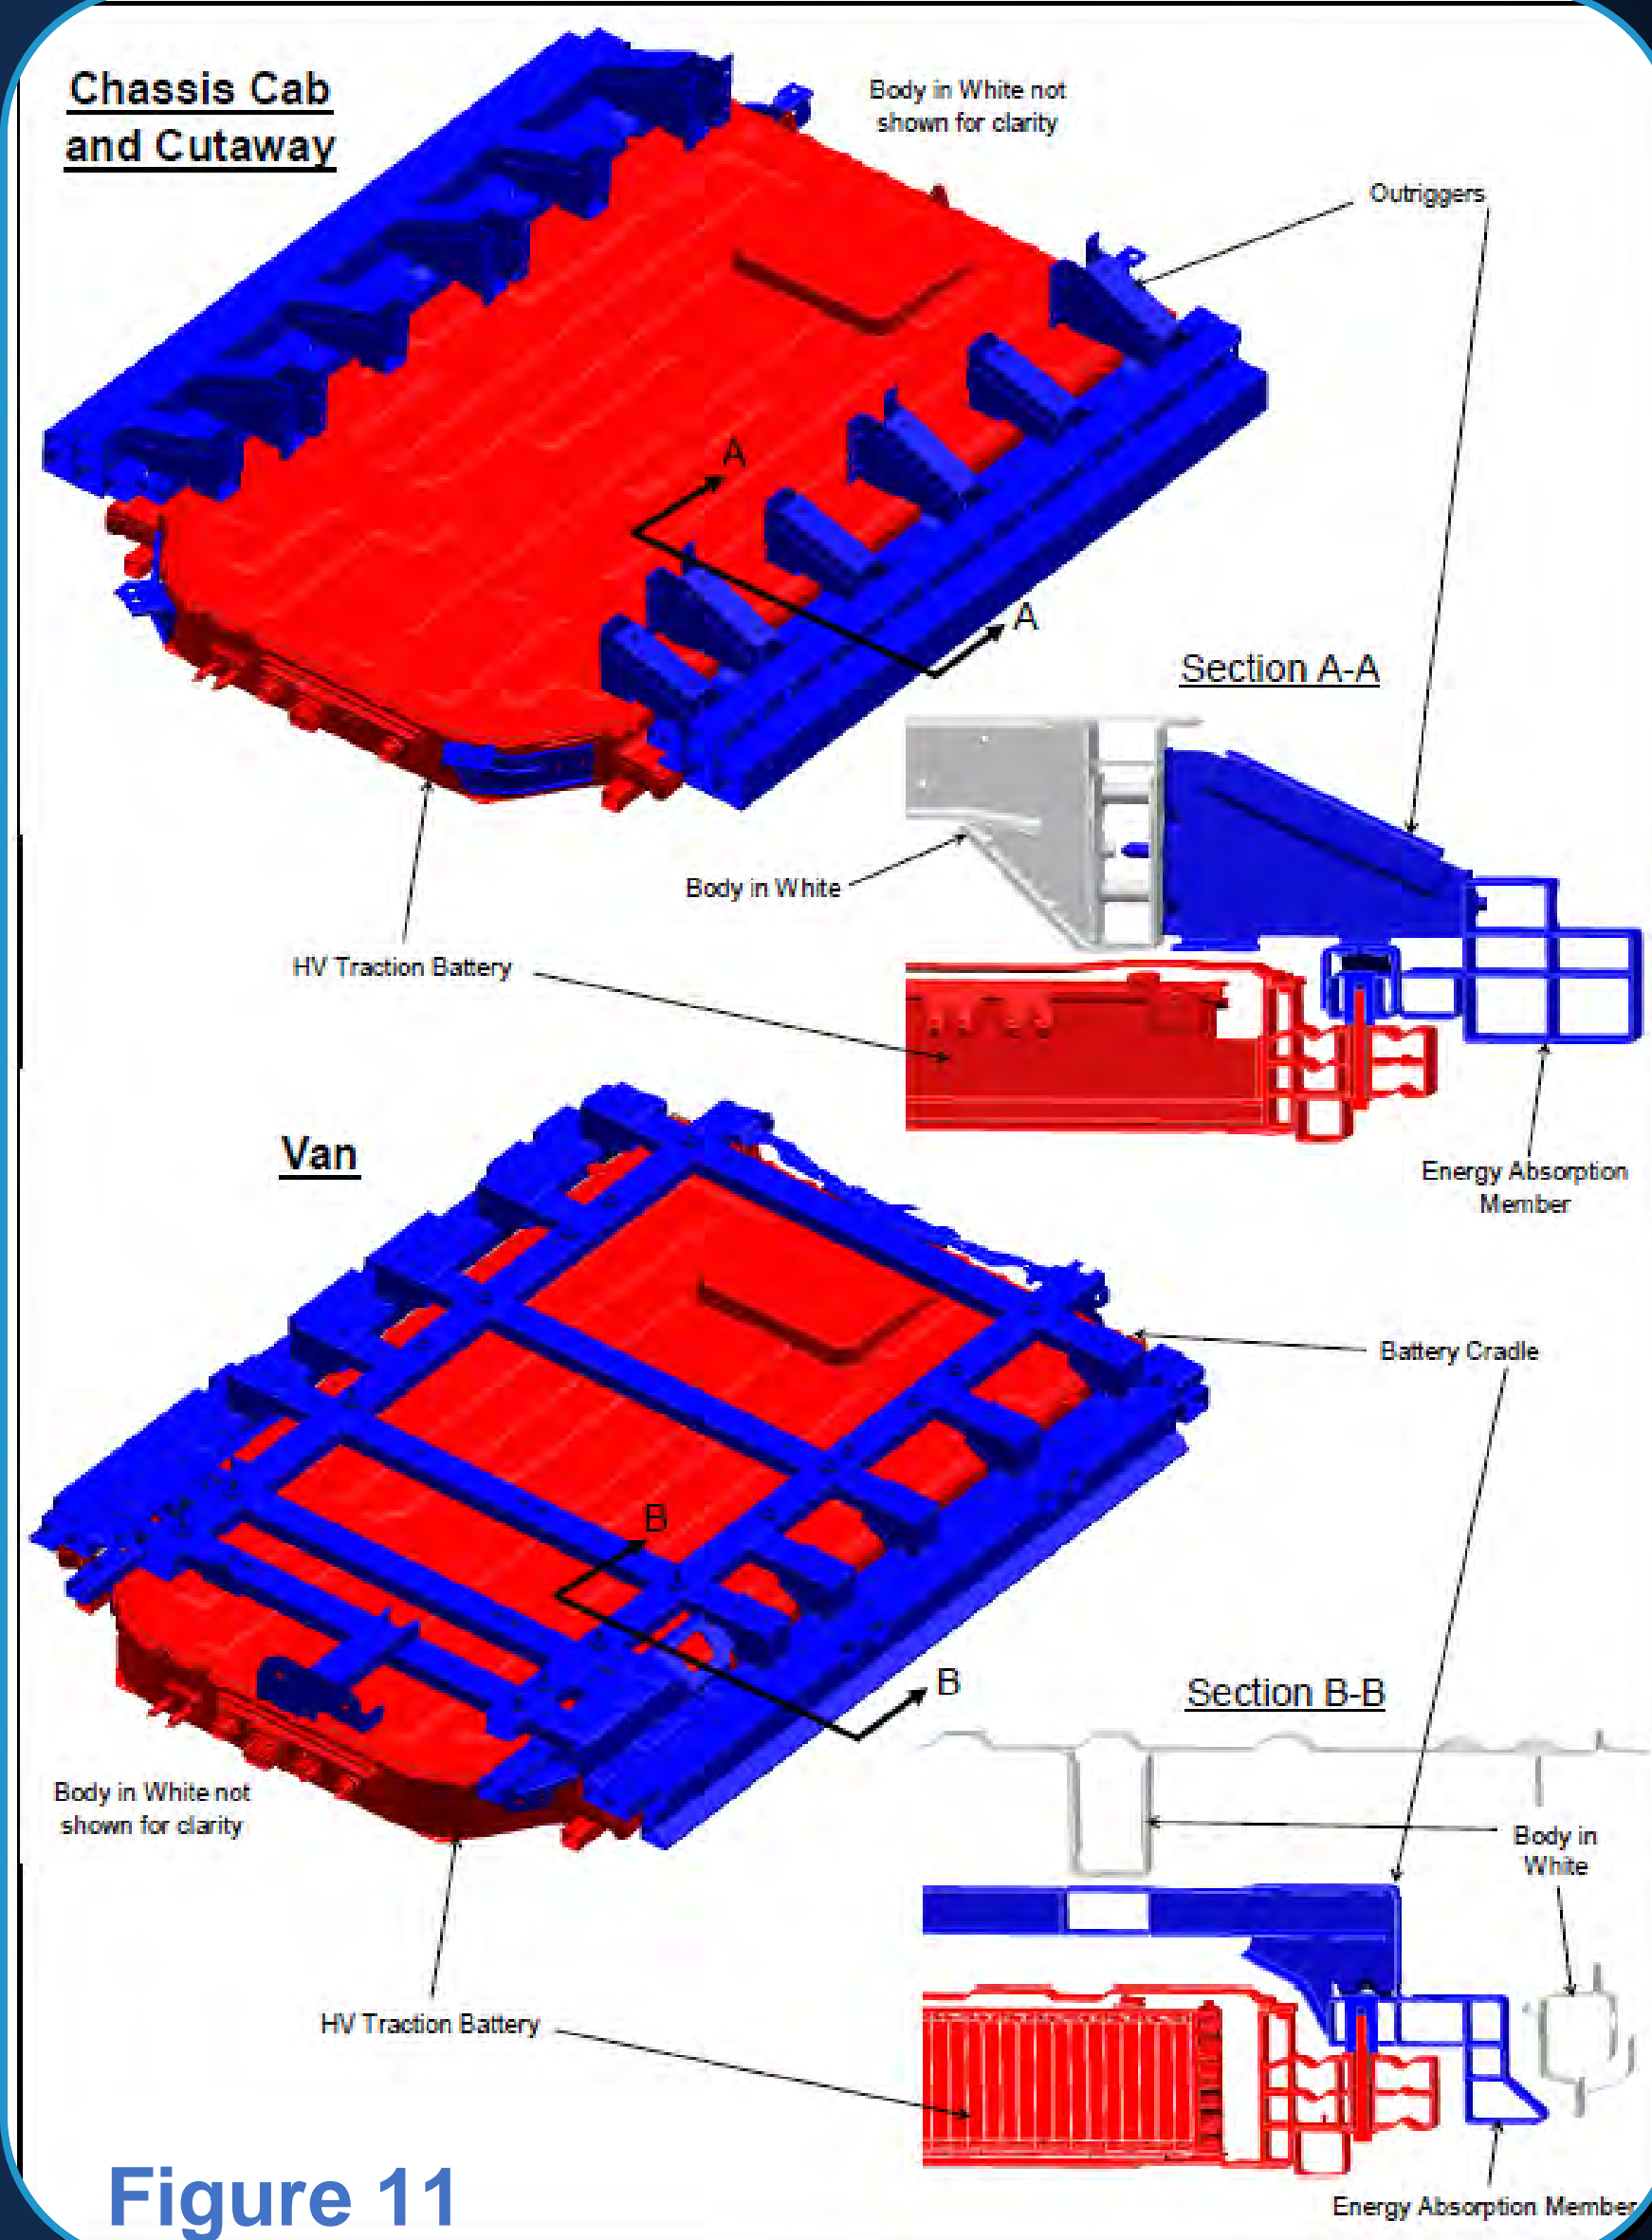 Chassis Cab
and Cutaway
Body in White not
shown for clarity
Outriggers
A
A
Section A-A
Body in White
HV Traction Battery
Energy Absorption
Member
Van
Battery Cradle
B
B
Section B-B
Body in White not
shown for clarity
Body in
White
HV Traction Battery
Energy Absorption Member
Figure 11